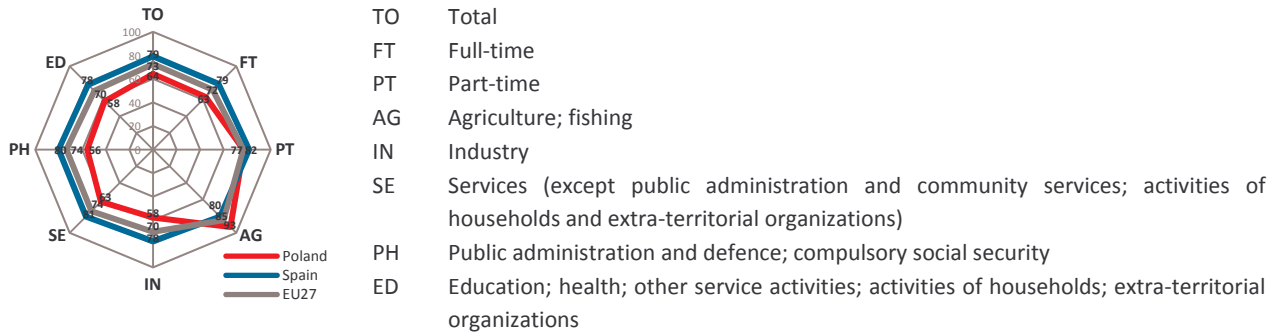 TO
100
80
60
40
20
0
79
73
64
FT
79
72
63
PT
77
82
AG
80
85
93
IN
58
70
78
SE
63
74
81
PH
80
74
56
ED
78
70
58
Poland
Spain
EU27
TO Total
FT Full-time
PT Part-time
AG Agriculture; fishing
IN Industry
SE Services (except public administration and community services; activities of
households and extra-territorial organizations)
PH Public administration and defence; compulsory social security
ED Education; health; other service activities; activities of households; extra-territorial
organizations